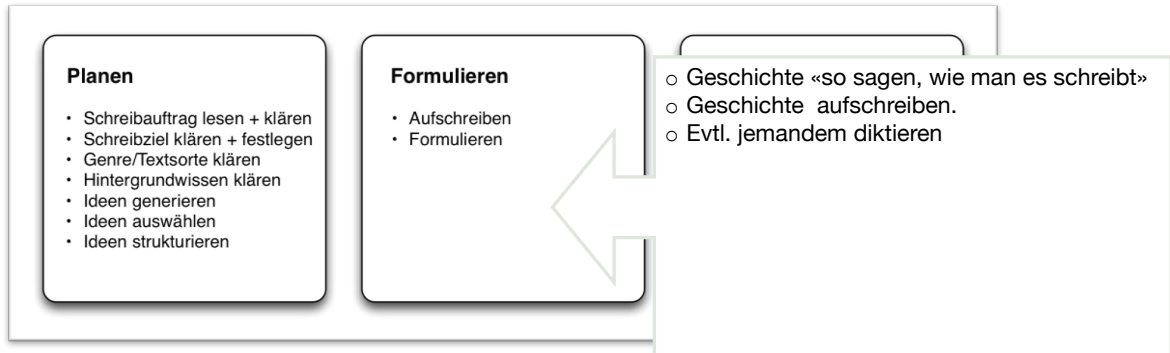 Planen
• Schreibauftrag lesen + klären
• Schreibziel klären + festlegen
• Genre/Textsorte klären
• Hintergrundwissen klären
• Ideen generieren
• Ideen auswählen
• Ideen strukturieren
Formulieren
• Aufschreiben
• Formulieren
○ Geschichte «so sagen, wie man es schreibt»
○ Geschichte aufschreiben.
○ Evtl. jemandem diktieren